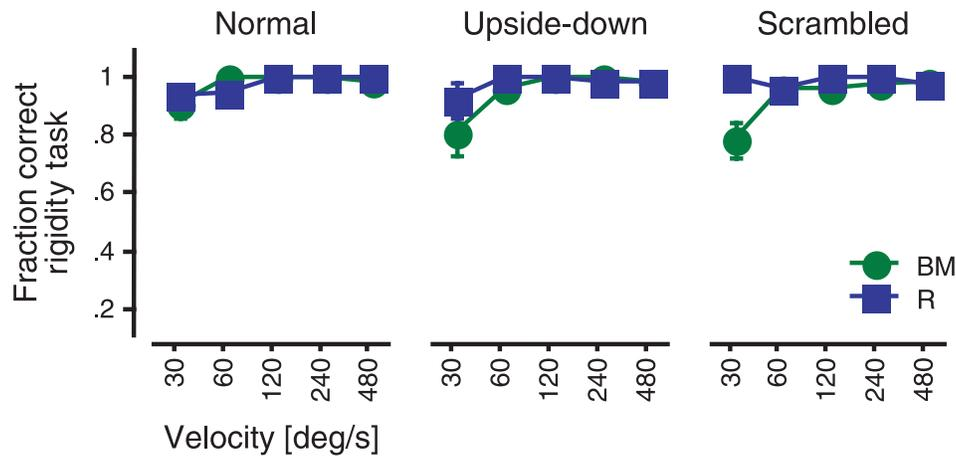 Normal
Upside-down
Scrambled
Fraction correct
rigidity task
1
.8
.6
.4
.2
BM
R
30 60 120 240 480
30 60 120 240 480
30 60 120 240 480
Velocity [deg/s]